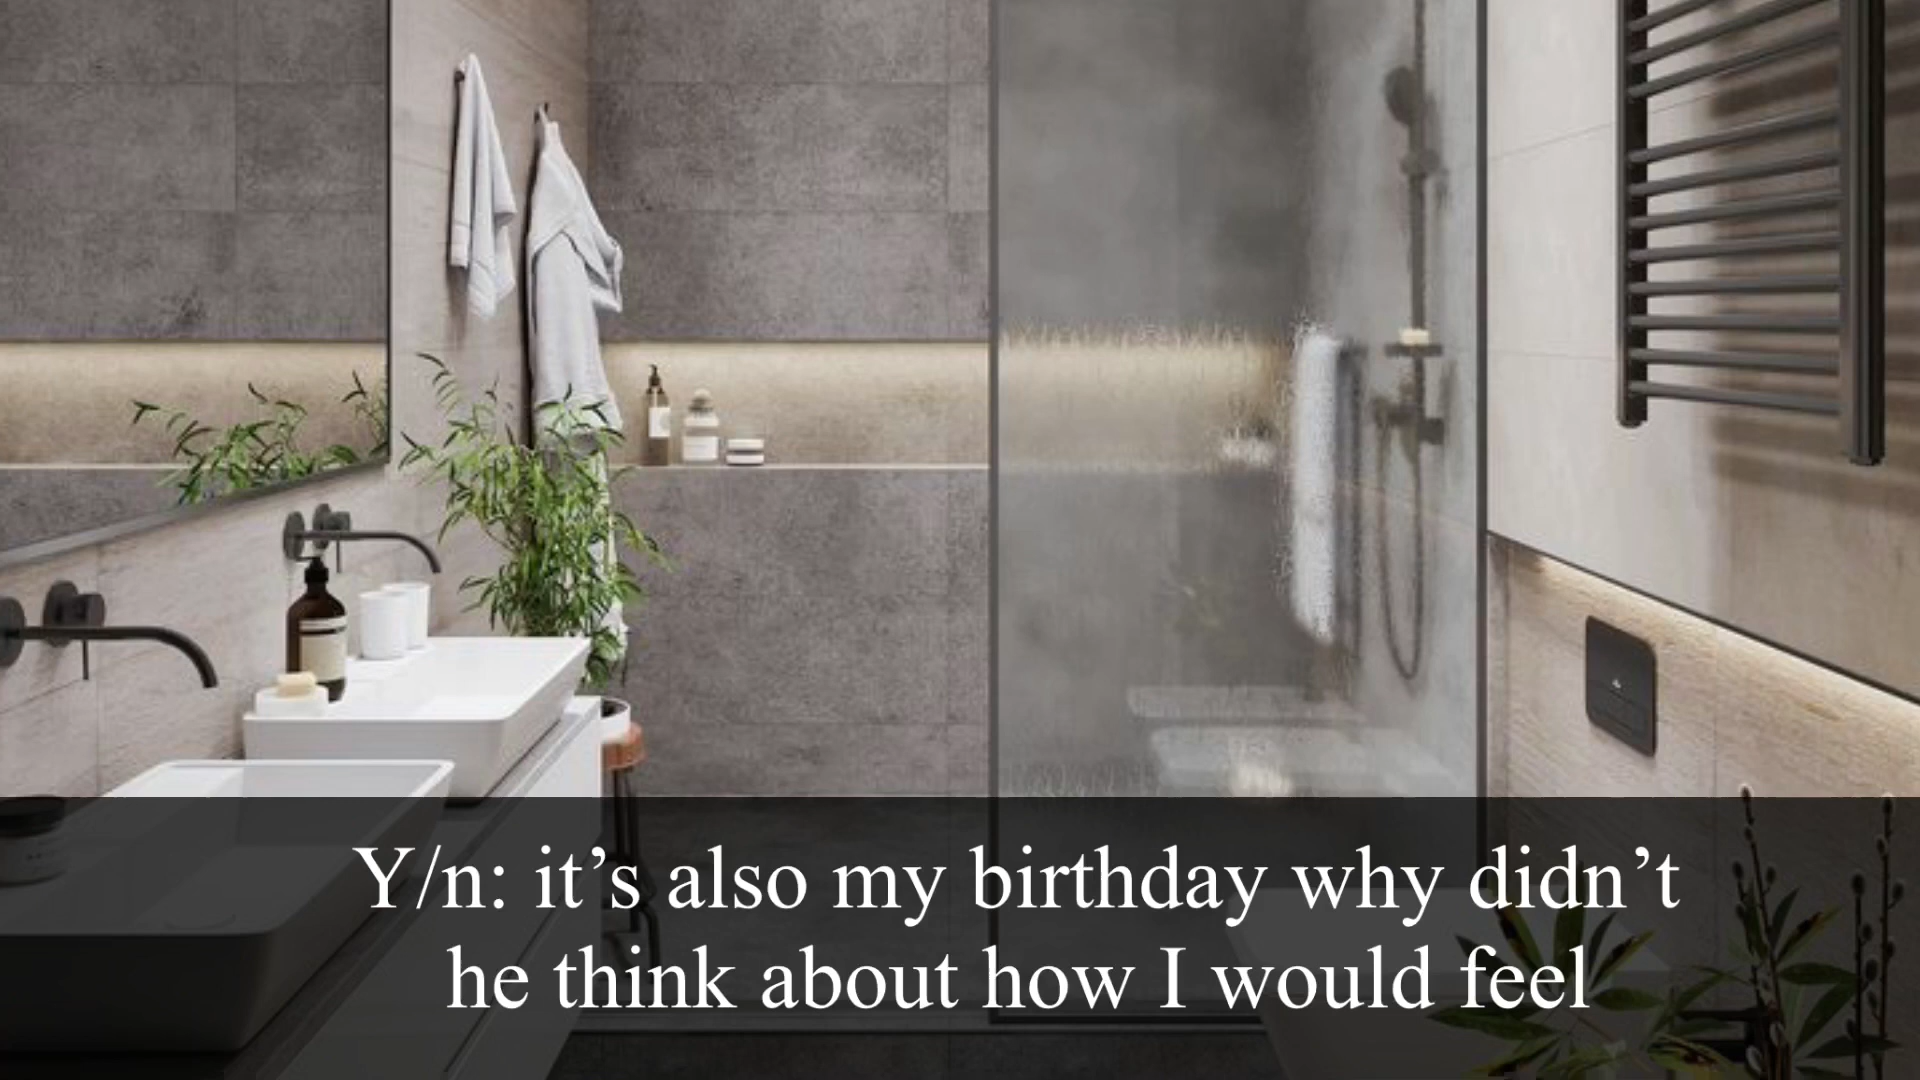 Y/n: it’s also my birthday why didn’t
he think about how I would feel